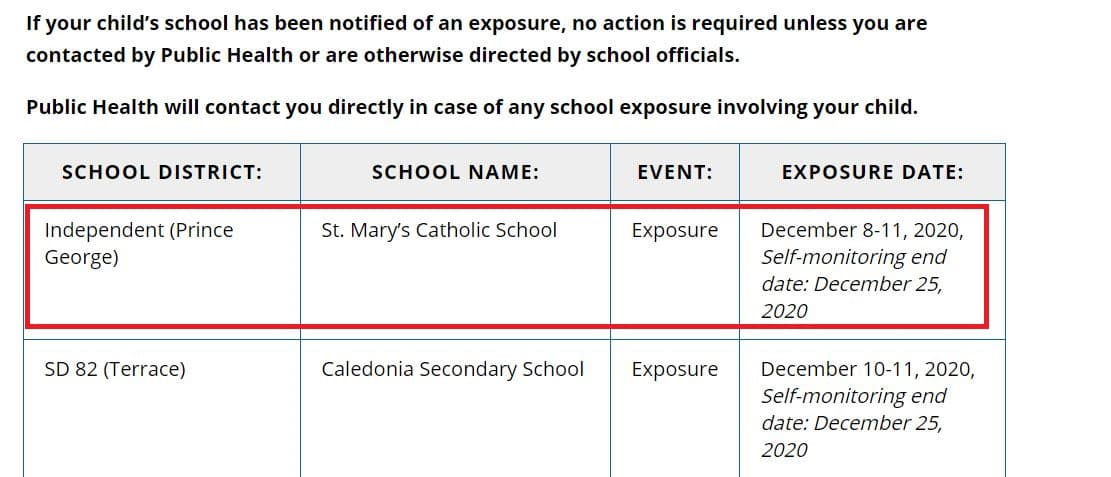 If your child’s school has been notified of an exposure, no action is required unless you are
contacted by Public Health or are otherwise directed by school officials.
Public Health will contact you directly in case of any school exposure involving your child.
SCHOOL DISTRICT: SCHOOL NAME: EVENT: EXPOSURE DATE:
Independent (Prince St. Mary’s Catholic School Exposure December 8-11, 2020,
George) Self-monitoring end
date: December 25,
2020
SD 82 (Terrace) Caledonia Secondary School Exposure December 10-11, 2020,
Self-monitoring end
date: December 25,
2020